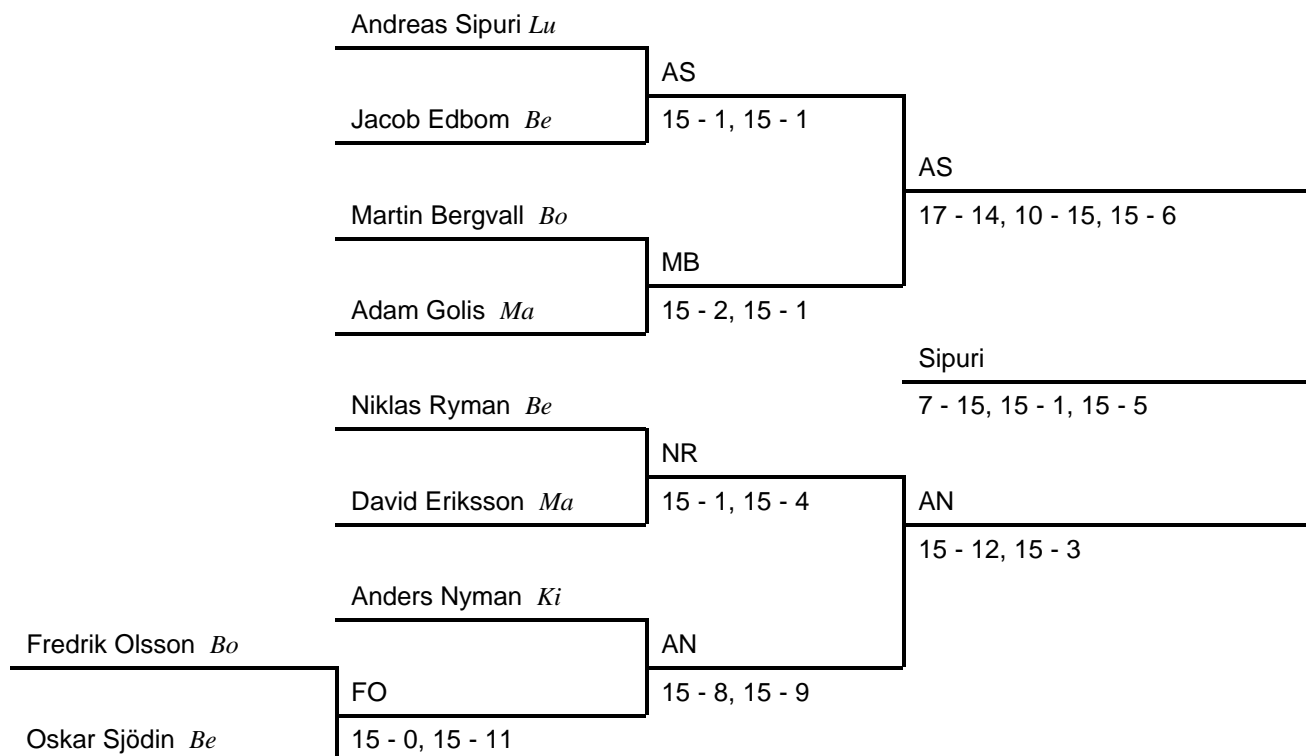 Andreas Sipuri Lu
AS
Jacob Edbom Be
15 - 1, 15 - 1
AS
Martin Bergvall Bo
17 - 14, 10 - 15, 15 - 6
MB
Adam Golis Ma
15 - 2, 15 - 1
Sipuri
Niklas Ryman Be
7 - 15, 15 - 1, 15 - 5
NR
David Eriksson Ma
15 - 1, 15 - 4
AN
15 - 12, 15 - 3
Anders Nyman Ki
Fredrik Olsson Bo
AN
FO
15 - 8, 15 - 9
Oskar Sjödin Be
15 - 0, 15 - 11